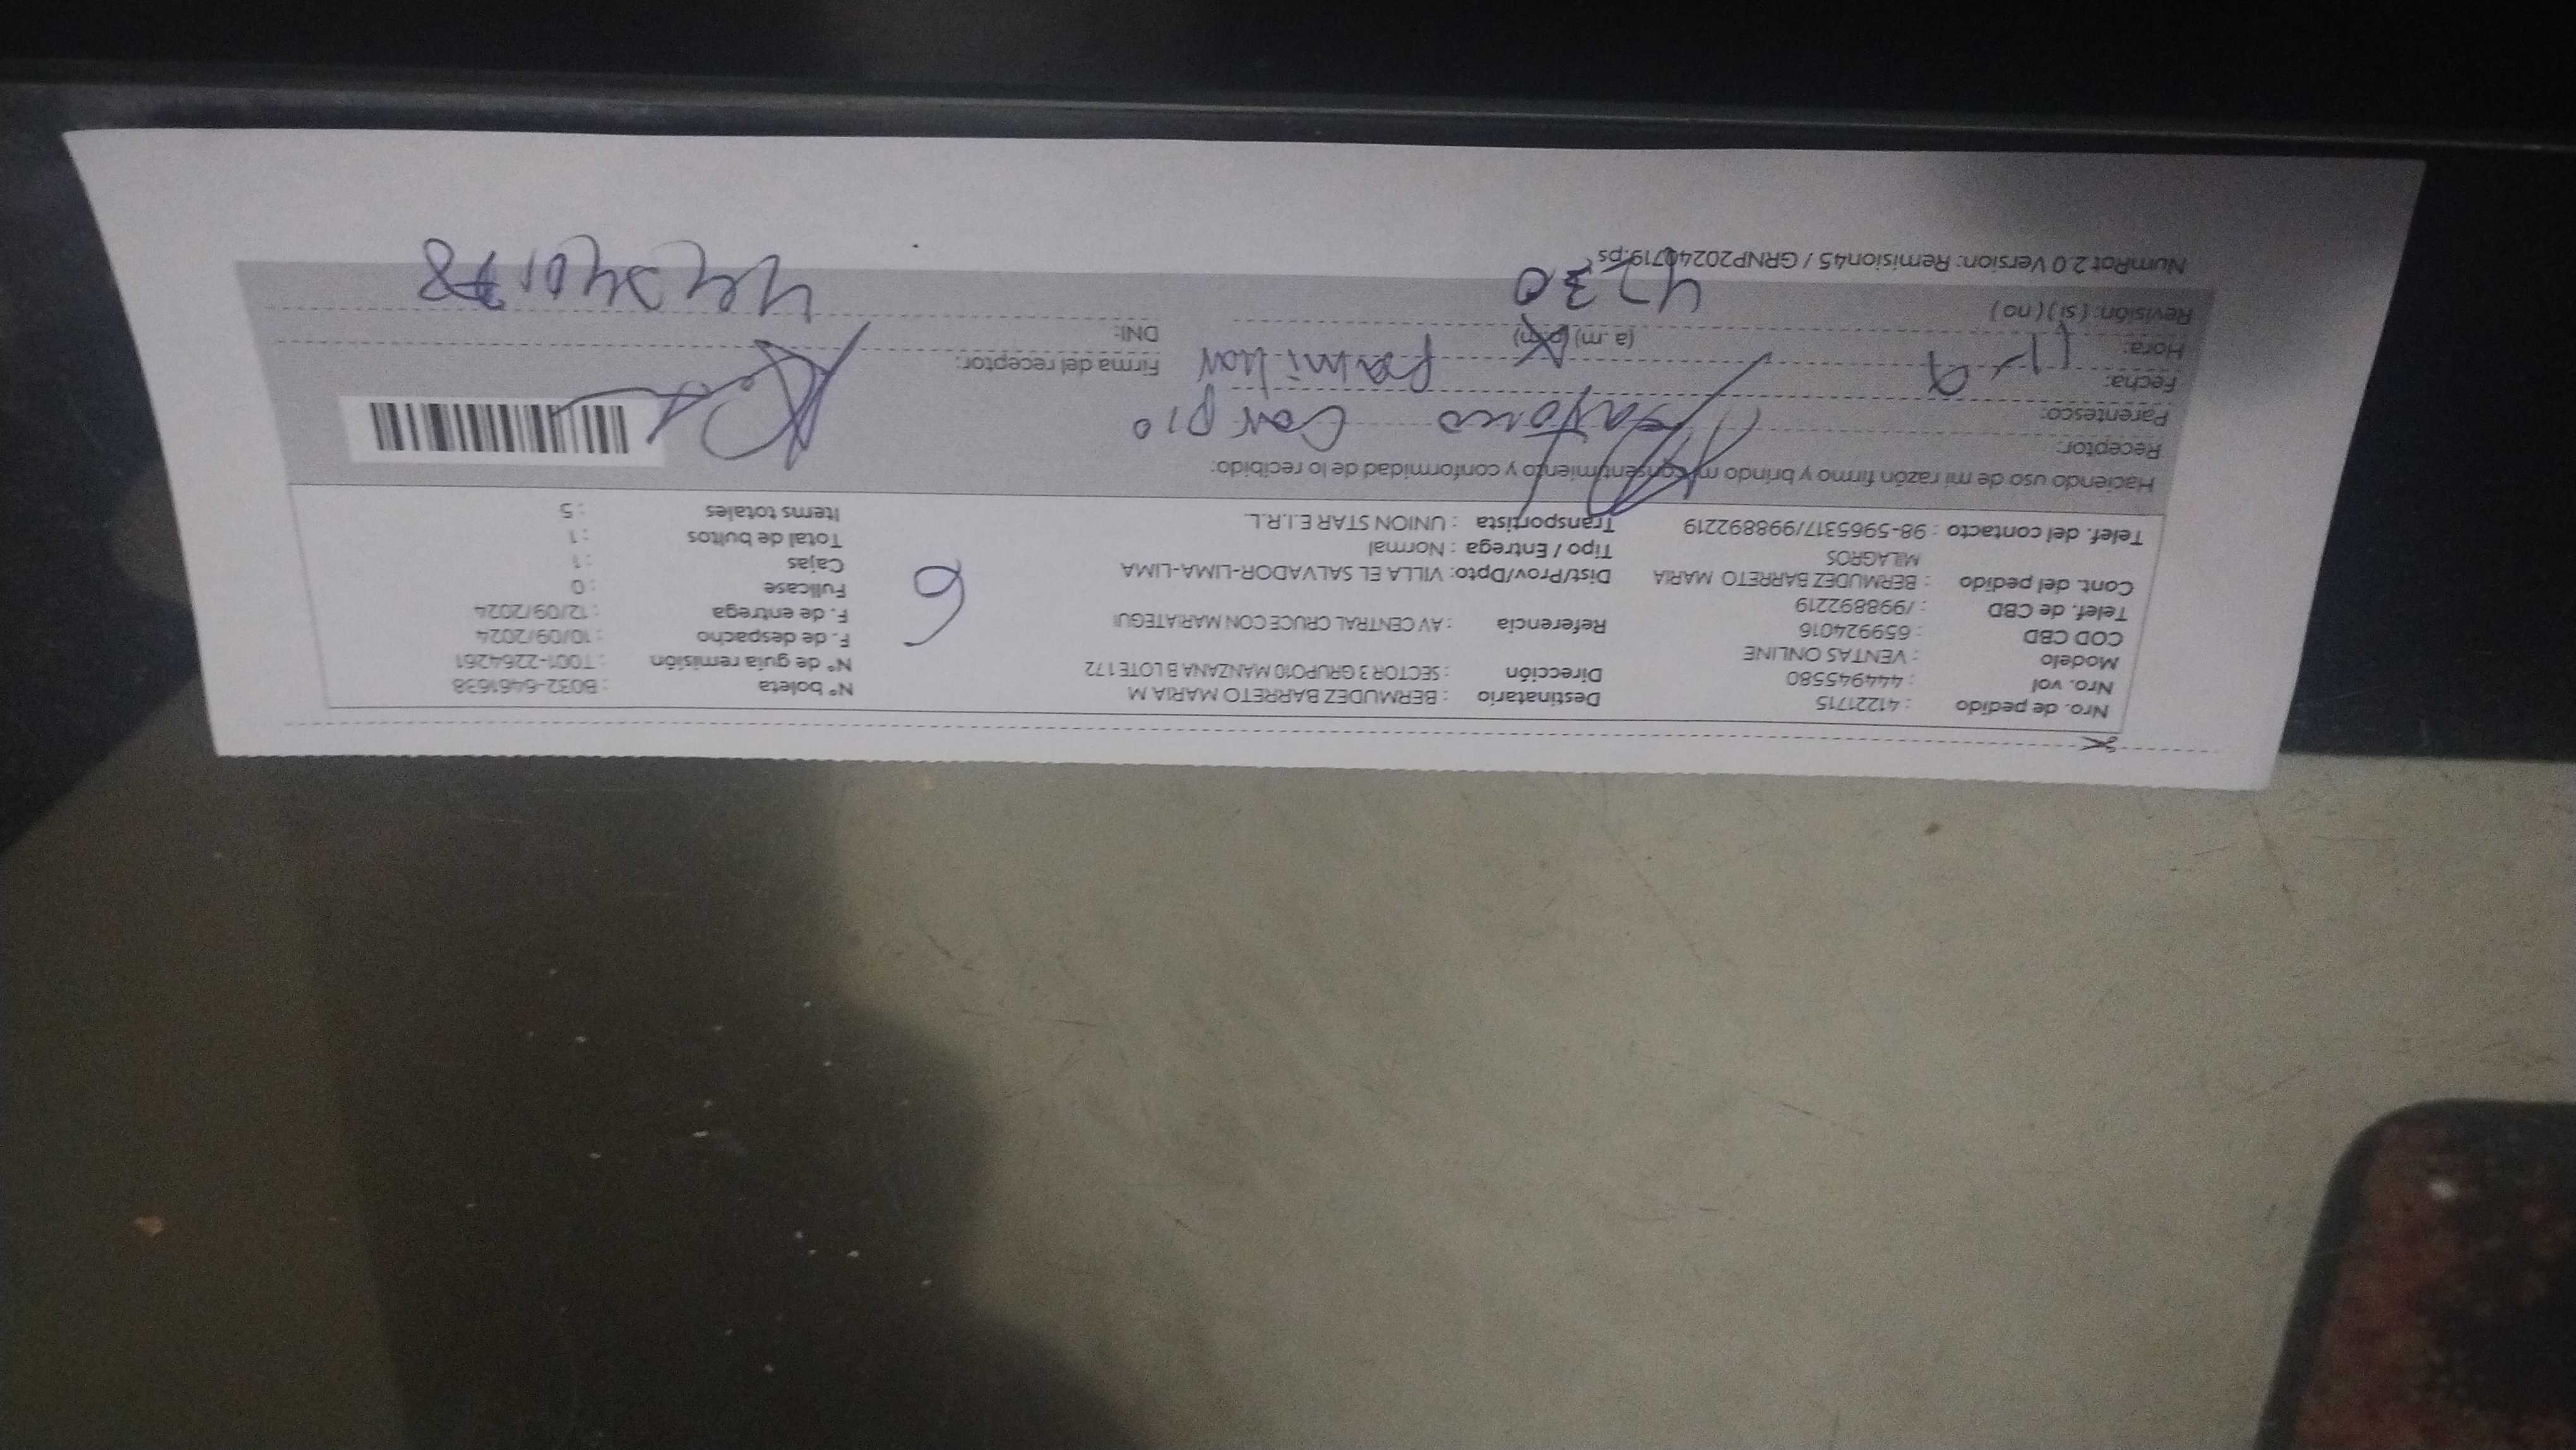 Nro. de pedido : 41221715
Nro. vol : 444945580
Modelo : VENTAS ONLINE
COD CBD : 659924016
Telef. de CBD : /998892219
Cont. del pedido : BERMUDEZ BARRETO MARIA
MILAGROS
Telef. del contacto : 98-5965317/998892219
Destinatario : BERMUDEZ BARRETO MARIA M
Dirección : SECTOR 3 GRUPO10 MANZANA B LOTE172
Referencia : AV CENTRAL CRUCE CON MARIATEGUI
Dist/Prov/Dpto: VILLA EL SALVADOR-LIMA-LIMA
Tipo / Entrega : Normal
Transportista : UNION STAR E.I.R.L.
6
N° boleta : B032-6461638
N° de guia remisión : T001-2264261
F. de despacho : 10/09/2024
F. de entrega : 12/09/2024
Fullcase : 0
Cajas : 1
Total de bultos : 1
Items totales : 5
Haciendo uso de mi razón firmo y brindo mi consentimiento y conformidad de lo recibido:
Receptor: Carpio
Parentesco: familiar
Fecha:
Hora: (a. m) (p. m) 4 30
Revisión: ( si ) ( no )
Firma del receptor:
DNI:
NumRot 2.0 Version: Remision45 / GRNP20240719.ps